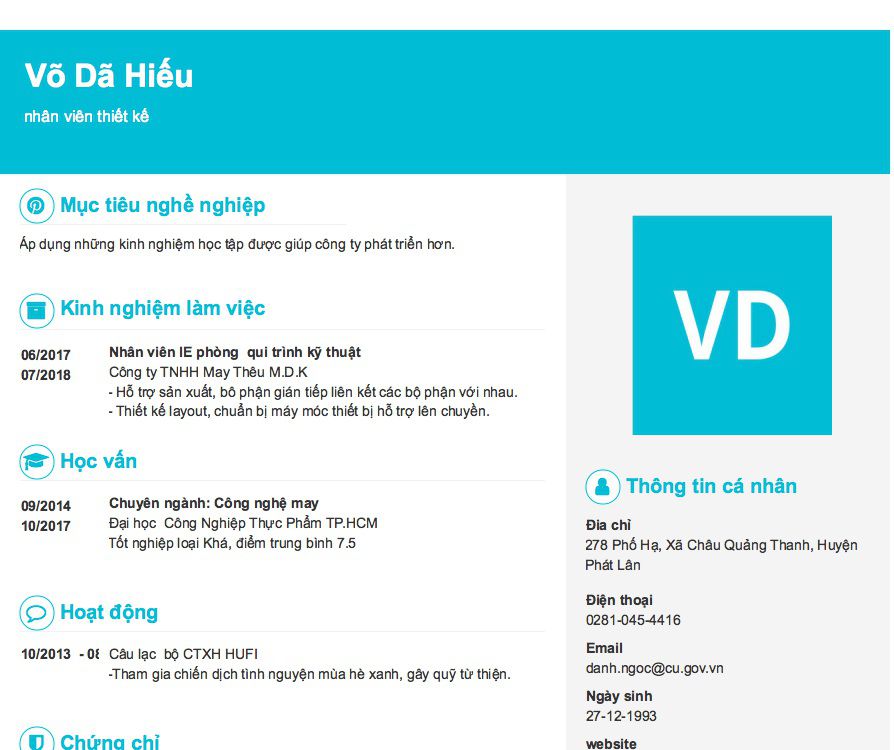 Võ Dã Hiếu
nhân viên thiết kế
Mục tiêu nghề nghiệp
Áp dụng những kinh nghiệm học tập được giúp công ty phát triển hơn.
Kinh nghiệm làm việc
06/2017
07/2018
Nhân viên IE phòng qui trình kỹ thuật
Công ty TNHH May Thêu M.D.K
- Hỗ trợ sản xuất, bô phận gián tiếp liên kết các bộ phận với nhau.
- Thiết kế layout, chuẩn bị máy móc thiết bị hỗ trợ lên chuyền.
Học vấn
09/2014
10/2017
Chuyên ngành: Công nghệ may
Đại học Công Nghiệp Thực Phẩm TP.HCM
Tốt nghiệp loại Khá, điểm trung bình 7.5
Hoạt động
10/2013 - 08
Câu lạc bộ CTXH HUFI
-Tham gia chiến dịch tình nguyện mùa hè xanh, gây quỹ từ thiện.
Chứng chỉ
VD
Thông tin cá nhân
Đia chỉ
278 Phố Hạ, Xã Châu Quảng Thanh, Huyện
Phát Lân
Điện thoại
0281-045-4416
Email
danh.ngoc@cu.gov.vn
Ngày sinh
27-12-1993
website